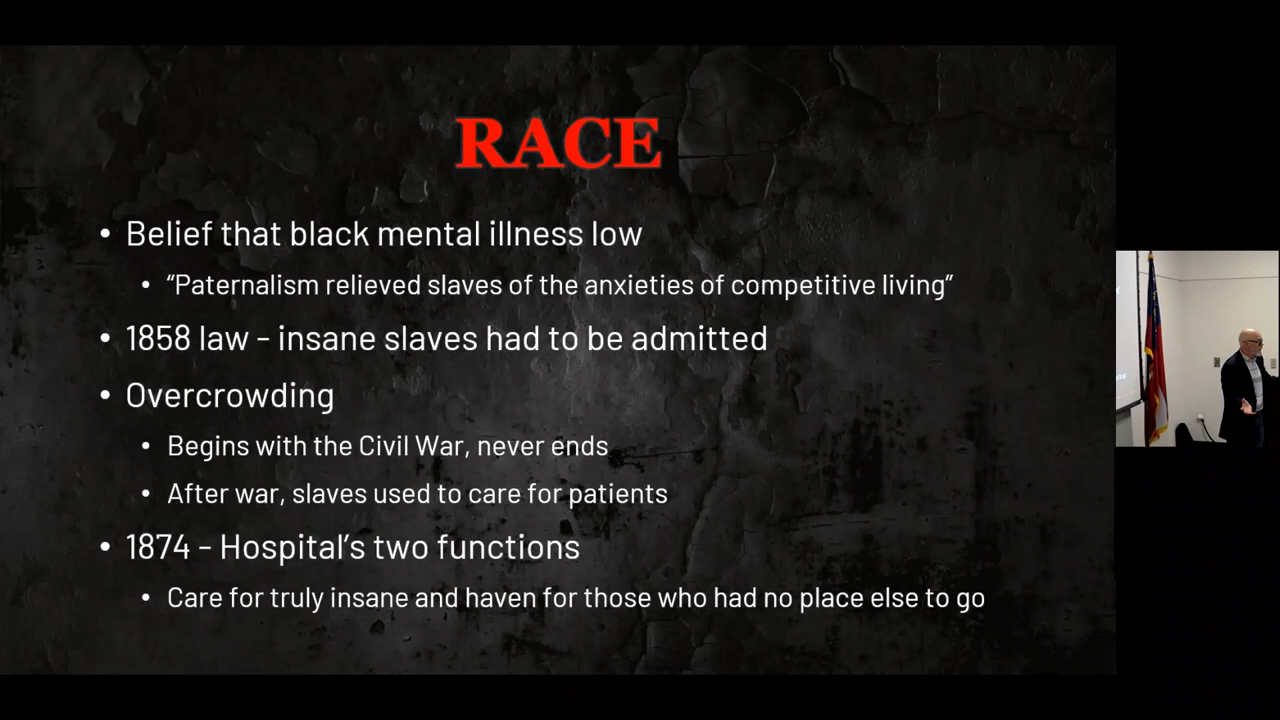 RACE
• Belief that black mental illness low
• “Paternalism relieved slaves of the anxieties of competitive living”
• 1858 law - insane slaves had to be admitted
• Overcrowding
• Begins with the Civil War, never ends
• After war, slaves used to care for patients
• 1874 - Hospital’s two functions
• Care for truly insane and haven for those who had no place else to go